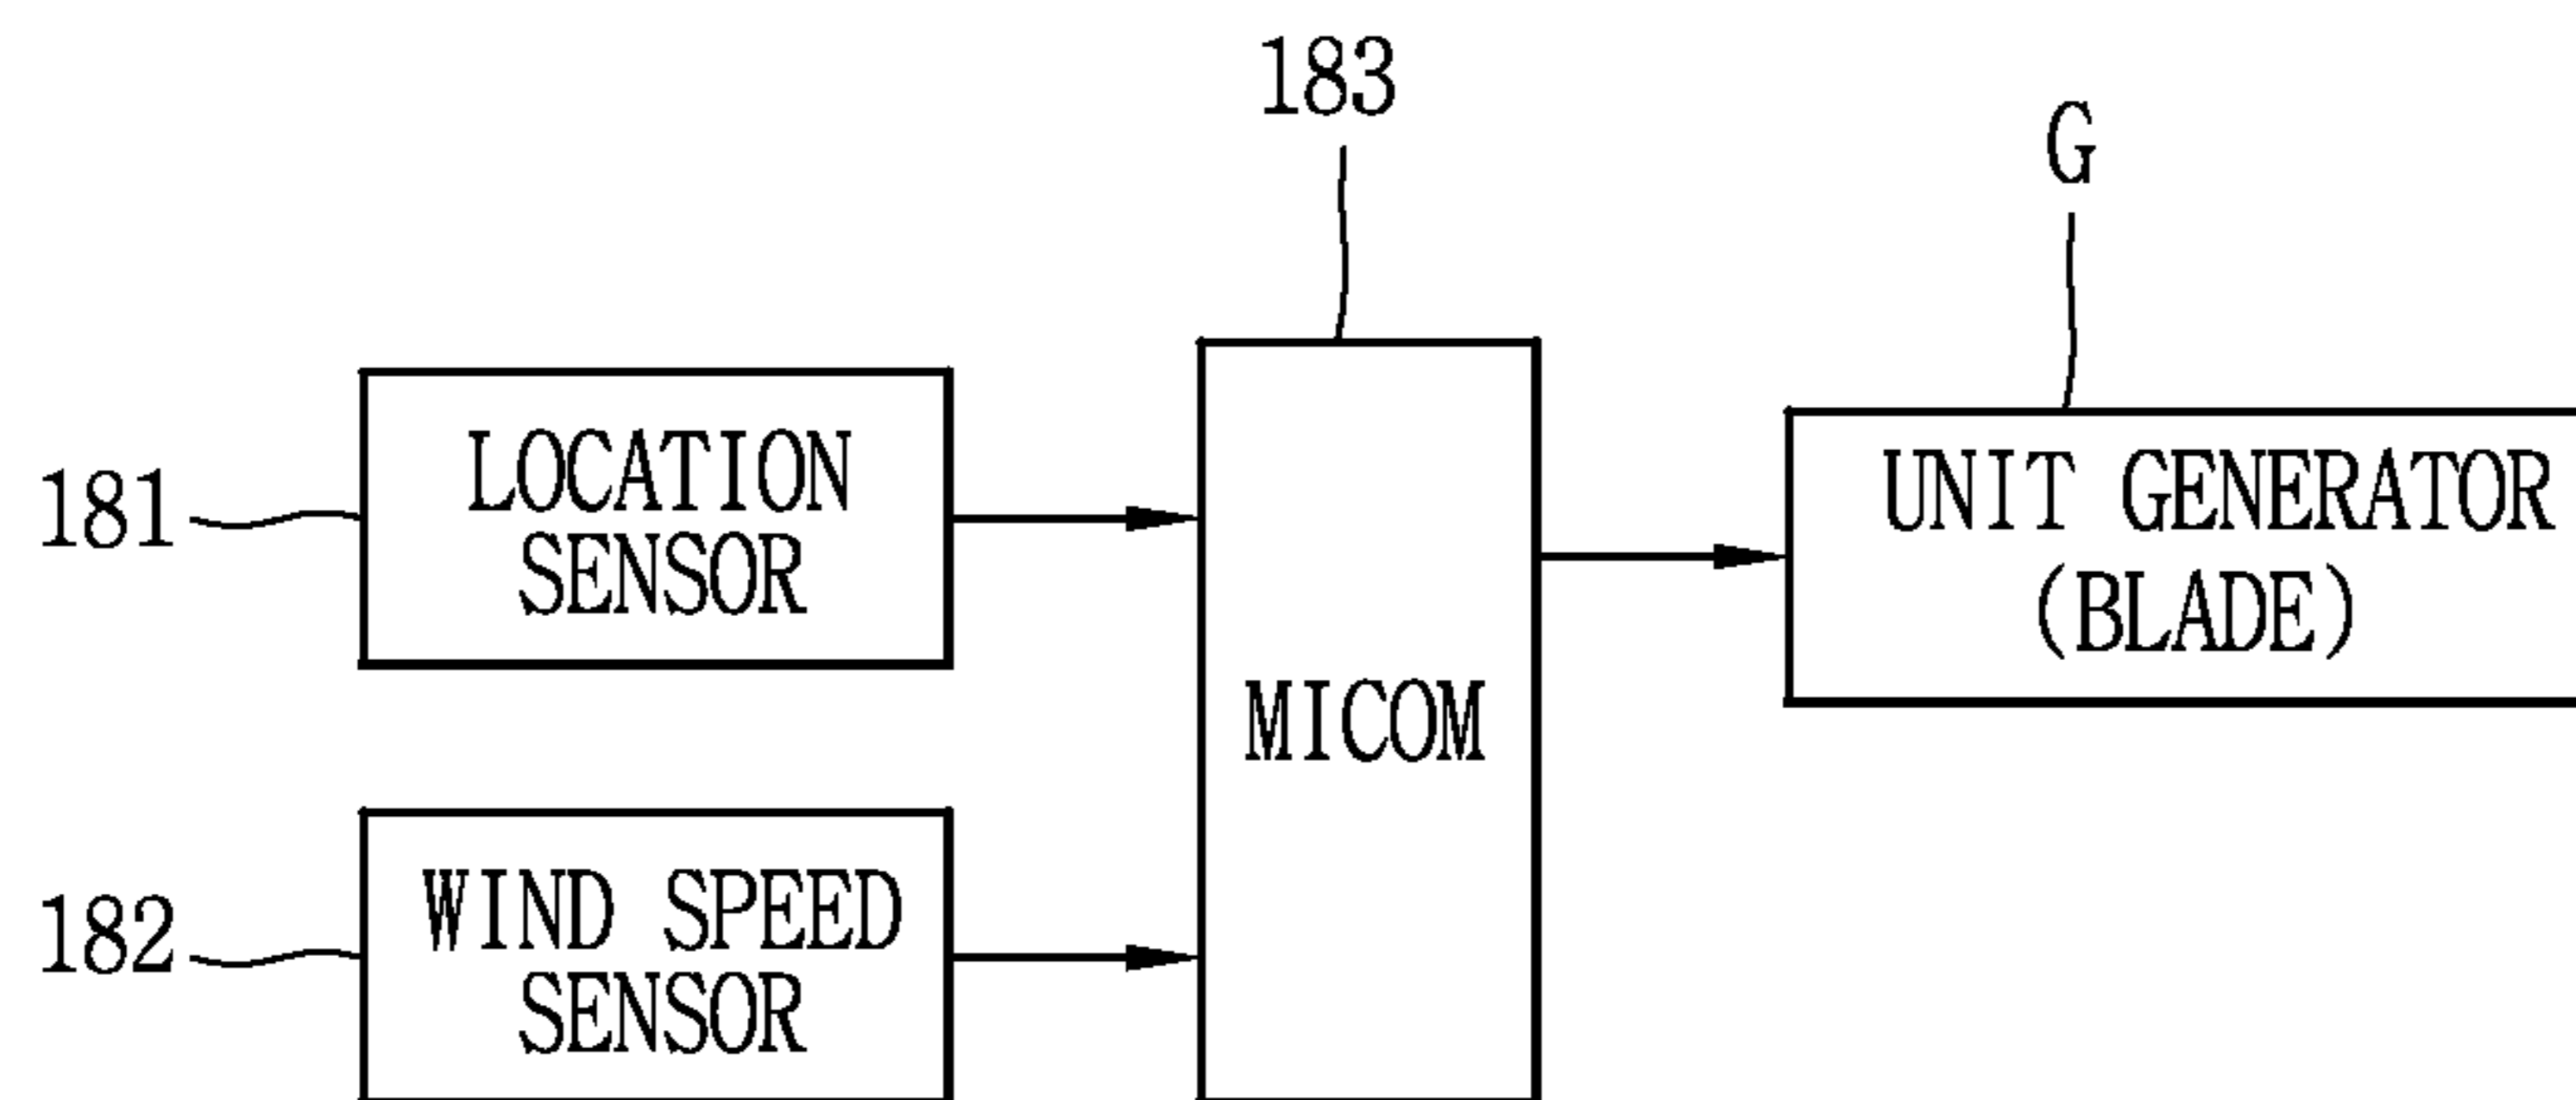 183
G
181
LOCATION
SENSOR
UNIT GENERATOR
(BLADE)
MICOM
182
WIND SPEED
SENSOR